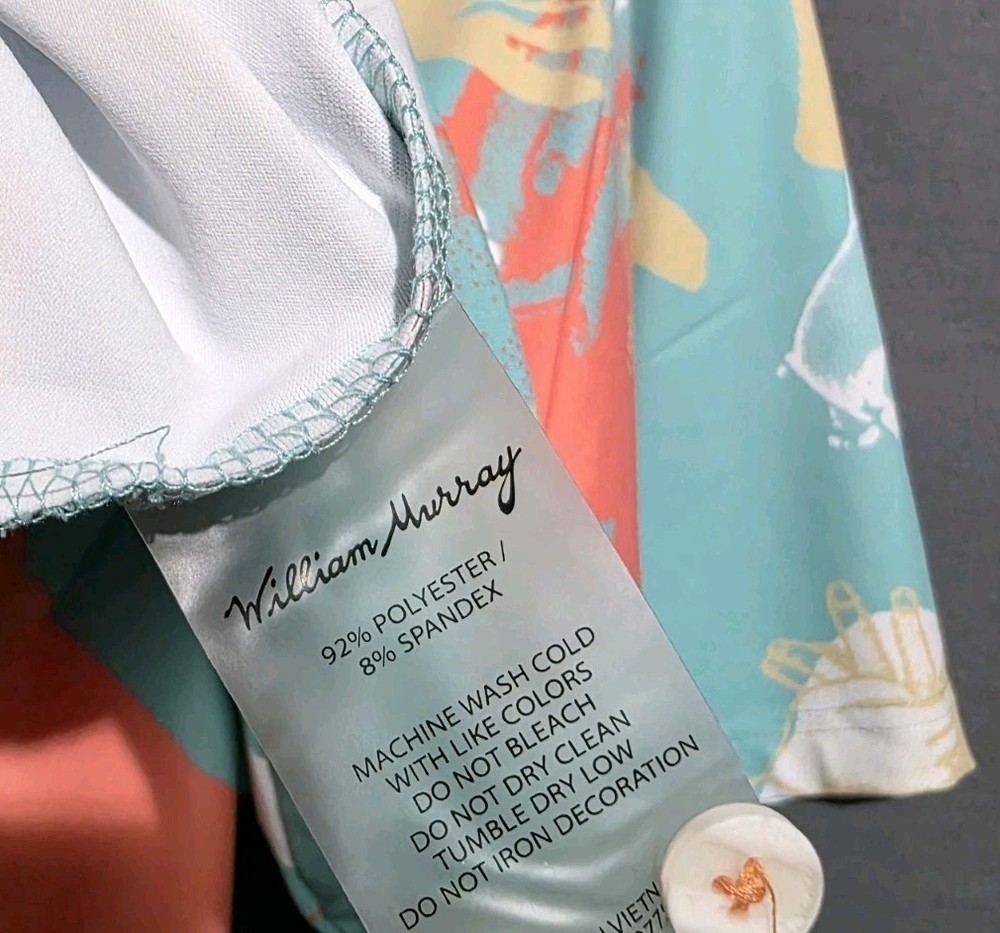 William Murray
92% POLYESTER /
8% SPANDEX
MACHINE WASH COLD
WITH LIKE COLORS
DO NOT BLEACH
DO NOT DRY CLEAN
TUMBLE DRY LOW
DO NOT IRON DECORATION